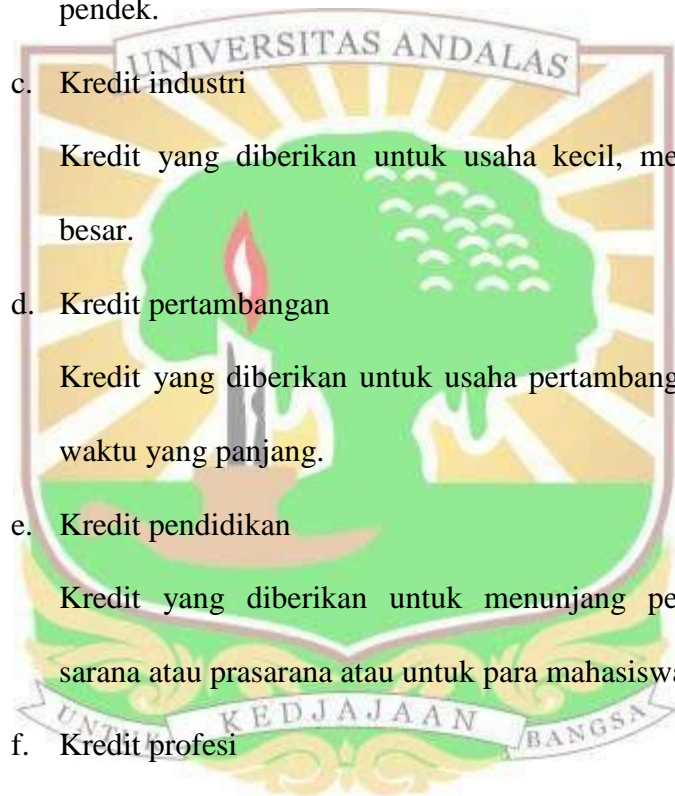 pendek.
UNIVERSITAS ANDALAS
c. Kredit industri
Kredit yang diberikan untuk usaha kecil, me
besar.
d. Kredit pertambangan
Kredit yang diberikan untuk usaha pertambang
waktu yang panjang.
e. Kredit pendidikan
Kredit yang diberikan untuk menunjang pe
sarana atau prasarana atau untuk para mahasiswa
UNTUK KEDJAJAAN BANGSA
f. Kredit profesi